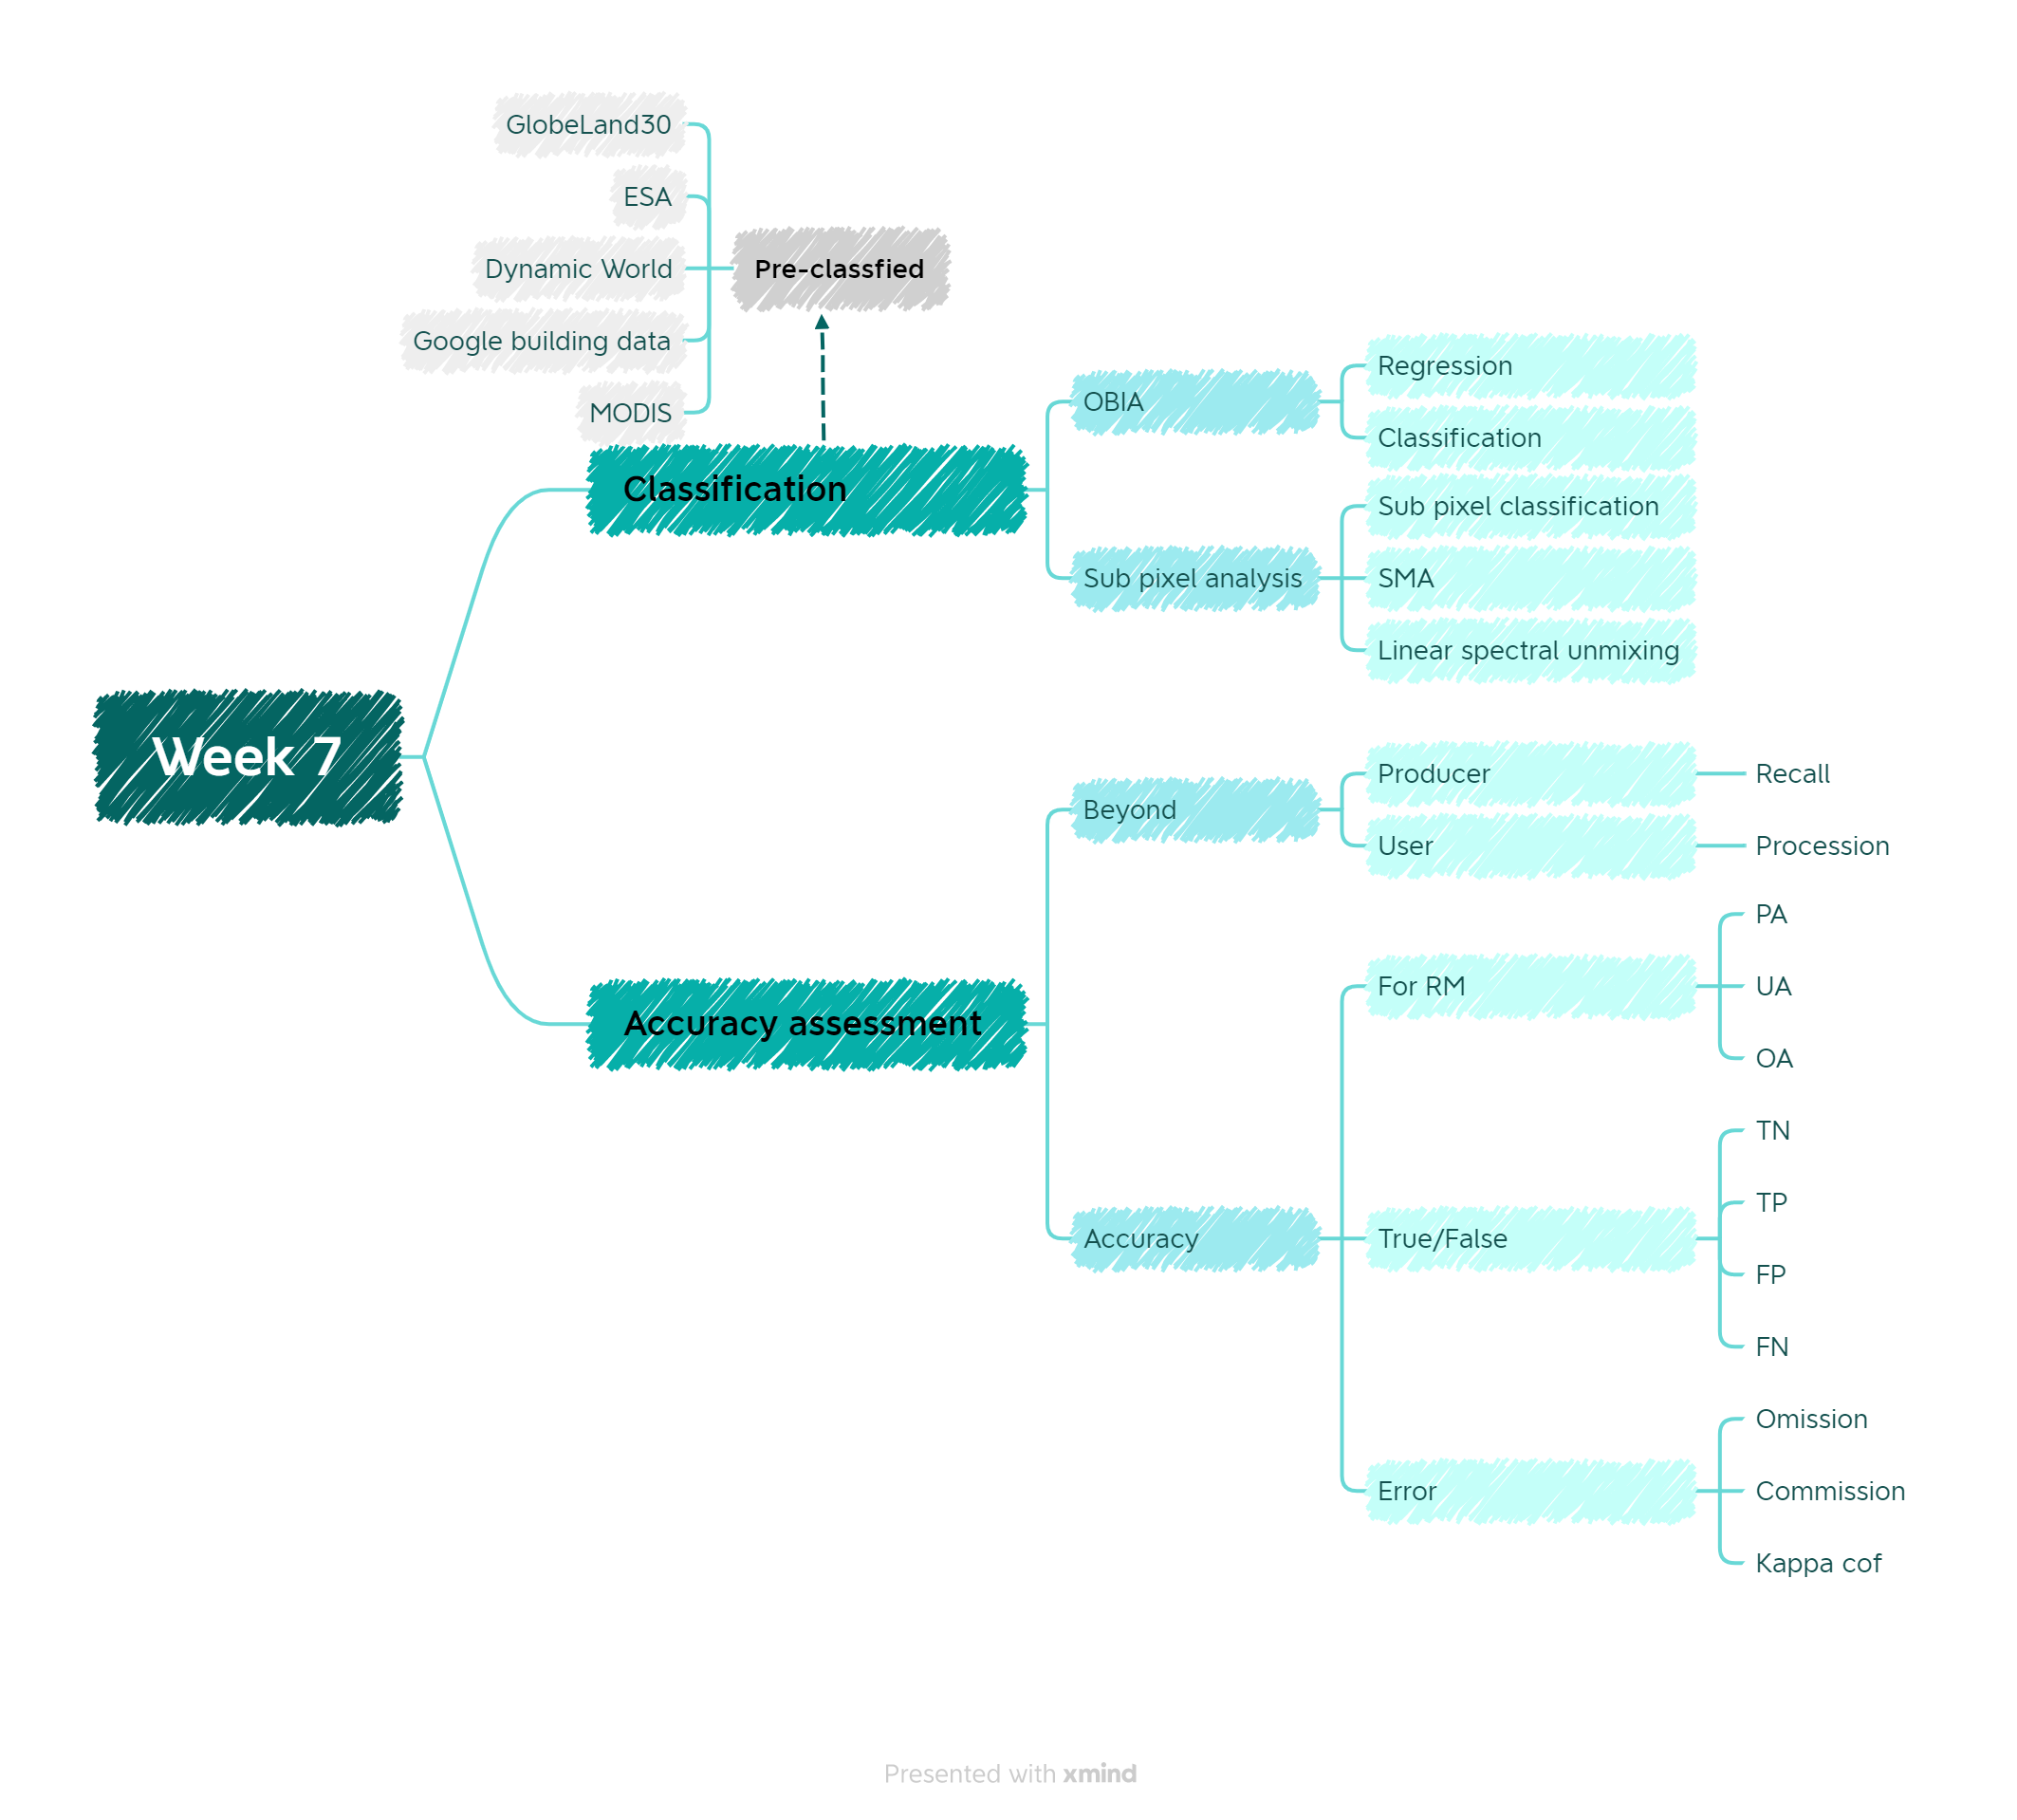 GlobeLand30
ESA
Dynamic World
Google building data
MODIS
Pre-classfied
Week 7
Classification
OBIA
Regression
Classification
Sub pixel analysis
Sub pixel classification
SMA
Linear spectral unmixing
Accuracy assessment
Beyond
Producer
Recall
User
Procession
Accuracy
For RM
PA
UA
OA
True/False
TN
TP
FP
FN
Error
Omission
Commission
Kappa cof
Presented with xmind